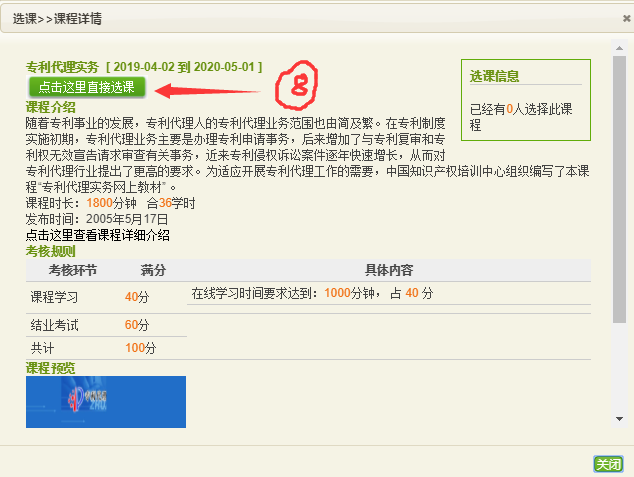 选课>>课程详情
专利代理实务 [ 2019-04-02 到 2020-05-01 ]
点击这里直接选课
⑧
选课信息
已经有0人选择此课
程
课程介绍
随着专利事业的发展，专利代理人的专利代理业务范围也由简及繁。在专利制度
实施初期，专利代理业务主要是办理专利申请事务，后来增加了与专利复审和专
利权无效宣告请求审查有关事务，近来专利侵权诉讼案件逐年快速增长，从而对
专利代理行业提出了更高的要求。为适应开展专利代理工作的需要，中国知识产权培训中心组织编写了本课
程“专利代理实务网上教材”。
课程时长：1800分钟 合36学时
发布时间：2005年5月17日
点击这里查看课程详细介绍
考核规则
考核环节 满分 具体内容
课程学习 40分 在线学习时间要求达到：1000分钟，占 40 分
结业考试 60分
共计 100分
课程预览
关闭